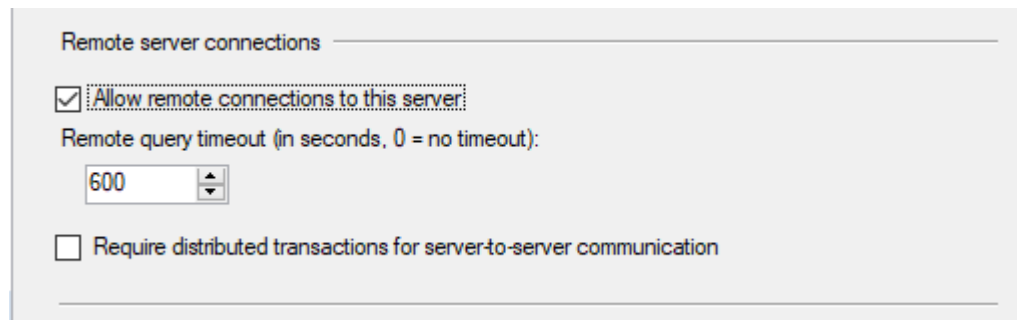 Remote server connections
Allow remote connections to this server
Remote query timeout (in seconds, 0 = no timeout):
600
Require distributed transactions for server-to-server communication